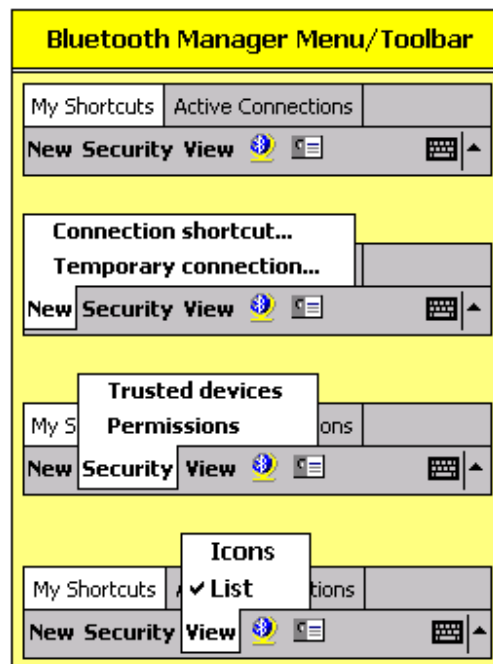 Bluetooth Manager Menu/Toolbar
My Shortcuts Active Connections
New Security View
Connection shortcut...
Temporary connection...
New Security View
Trusted devices
My S Permissions ons
New Security View
Icons
My Shortcuts A ✓ List tions
New Security View